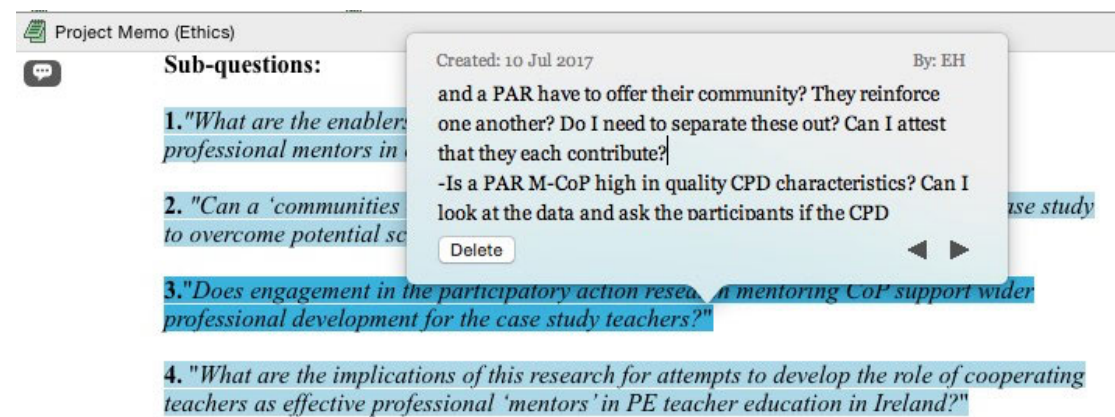 Project Memo (Ethics)
Sub-questions:
Created: 10 Jul 2017 By: EH
and a PAR have to offer their community? They reinforce
one another? Do I need to separate these out? Can I attest
that they each contribute?
-Is a PAR M-CoP high in quality CPD characteristics? Can I
look at the data and ask the participants if the CPD
Delete
1."What are the enablers
professional mentors in
2. "Can a ‘communities ase study
to overcome potential sc
3."Does engagement in the participatory action research mentoring CoP support wider
professional development for the case study teachers?"
4. "What are the implications of this research for attempts to develop the role of cooperating
teachers as effective professional ‘mentors’ in PE teacher education in Ireland?"